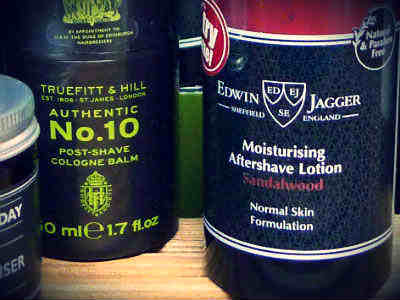 BY APPOINTMENT TO
H.R.H. THE DUKE OF EDINBURGH
HAIRDRESSERS
TRUEFITT & HILL
EST. 1805 · ST JAMES · LONDON
AUTHENTIC
No.10
POST-SHAVE
COLOGNE BALM
0 ml e 1.7 fl.oz
DAY
EDWIN JAGGER
ED EJ
SE
SHEFFIELD ENGLAND
Moisturising
Aftershave Lotion
Sandalwood
Normal Skin
Formulation
Free